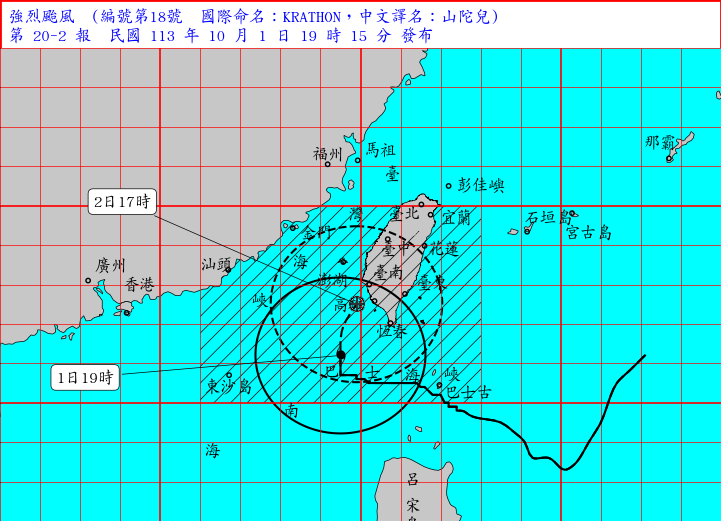 強烈颱風 (編號第18號 國際命名：KRATHON，中文譯名：山陀兒)
第 20-2 報 民國 113 年 10 月 1 日 19 時 15 分 發布
那霸
福州
馬祖
臺
彭佳嶼
2日17時
灣
臺北
宜蘭
石垣島
宮古島
金門
臺中
花蓮
廣州
汕頭
海
臺南
澎湖
香港
臺東
峽
高雄
恆春
1日19時
東沙島
巴
士
海
峽
巴士古
南
海
呂
宋
島